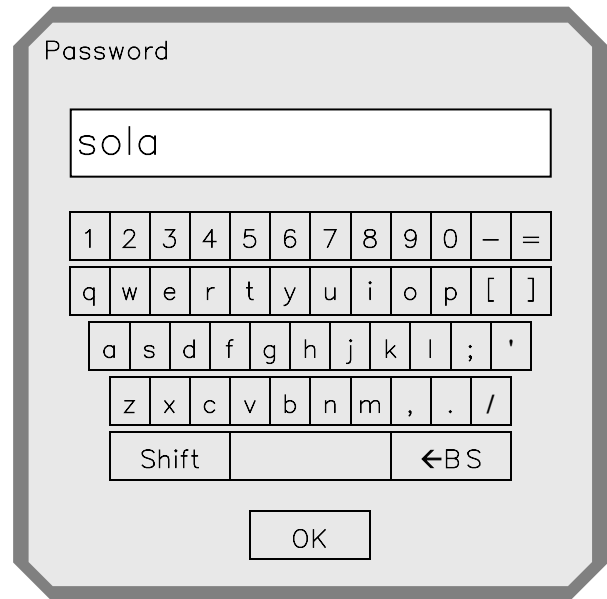 Password
sola
1 2 3 4 5 6 7 8 9 0 - =
q w e r t y u i o p [ ]
a s d f g h j k l ; '
z x c v b n m , . /
Shift ←BS
OK